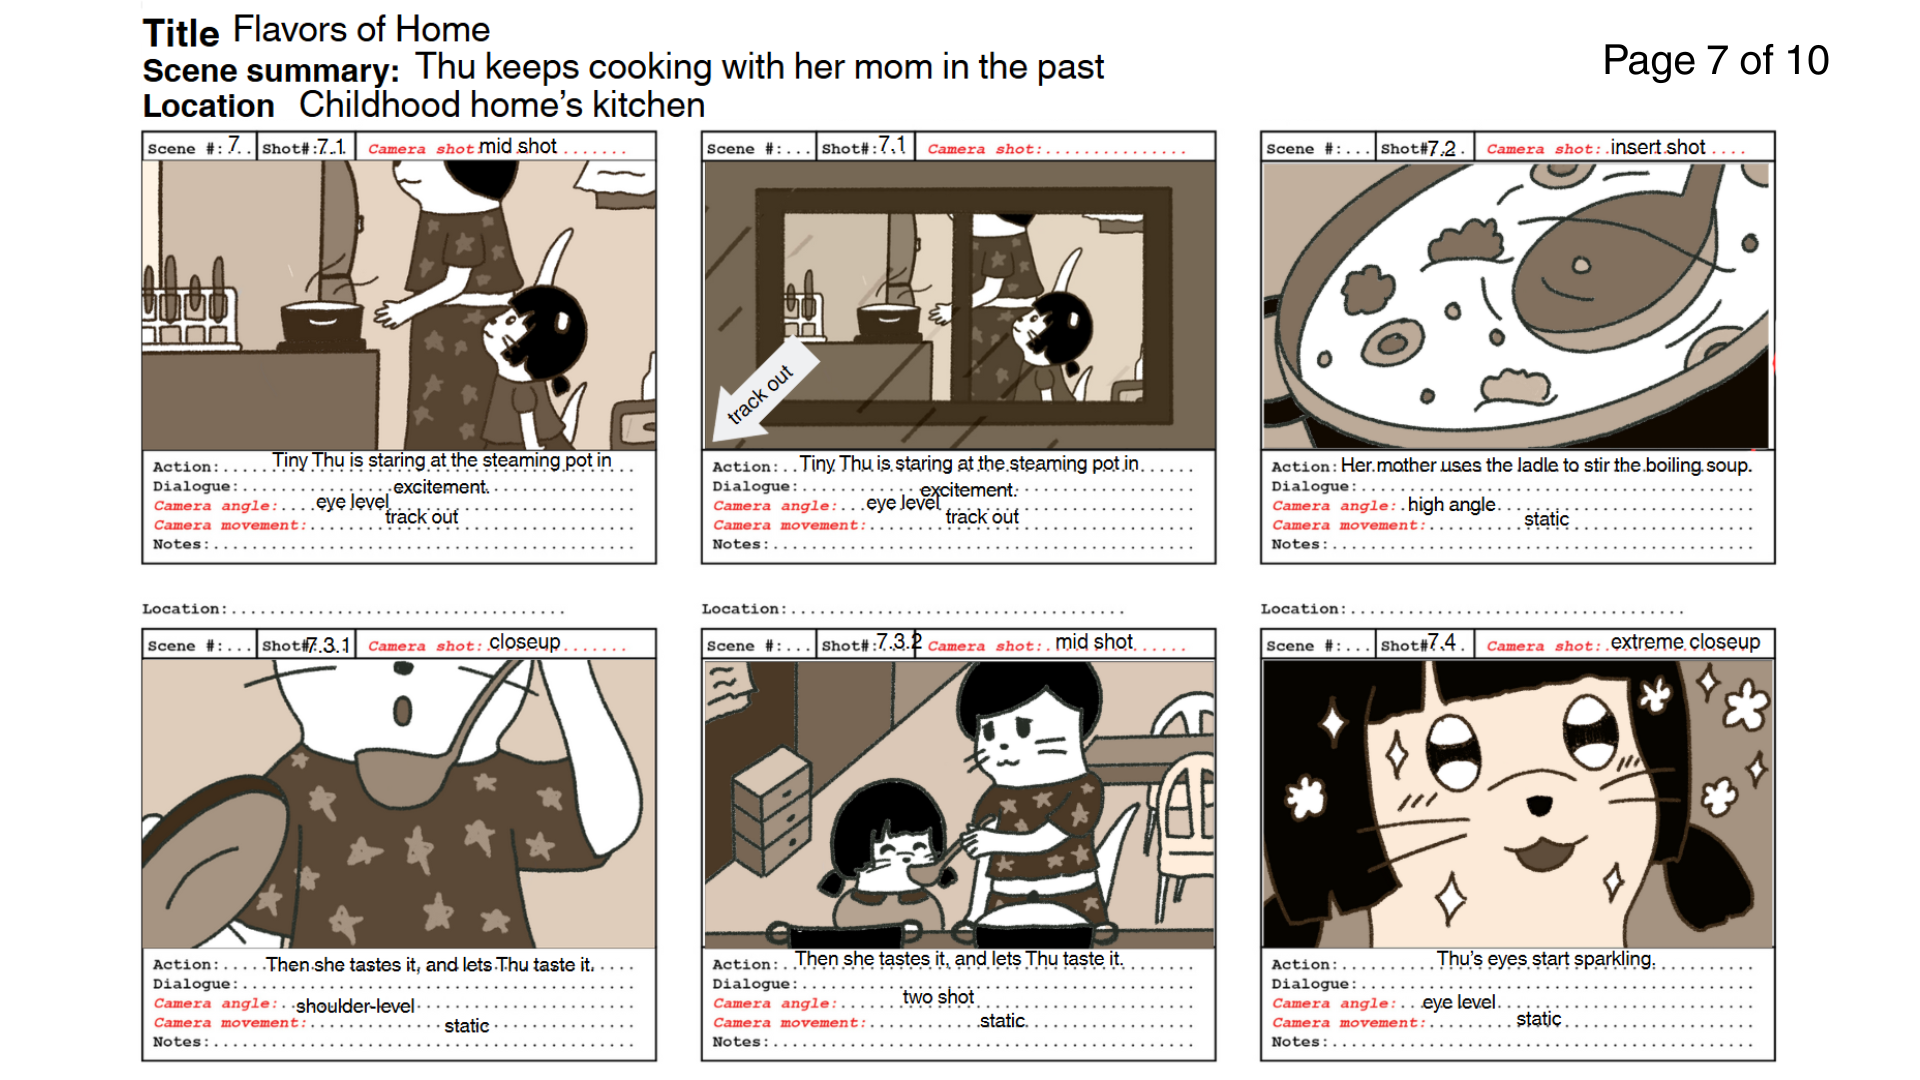 Title Flavors of Home
Scene summary: Thu keeps cooking with her mom in the past
Location Childhood home's kitchen
Page 7 of 10
Scene #: 7 Shot#: 7.1 Camera shot: mid shot
Action: Tiny Thu is staring at the steaming pot in
Dialogue: excitement.
Camera angle: eye level
Camera movement: track out
Notes:
Scene #: Shot#: 7.1 Camera shot:
track out
Action: Tiny Thu is staring at the steaming pot in
Dialogue: excitement.
Camera angle: eye level
Camera movement: track out
Notes:
Scene #: Shot# 7.2 Camera shot: insert shot
Action: Her mother uses the ladle to stir the boiling soup.
Dialogue:
Camera angle: high angle
Camera movement: static
Notes:
Location:
Scene #: Shot# 7.3.1 Camera shot: closeup
Action: Then she tastes it, and lets Thu taste it.
Dialogue:
Camera angle: shoulder-level
Camera movement: static
Notes:
Location:
Scene #: Shot#: 7.3.2 Camera shot: mid shot
Action: Then she tastes it, and lets Thu taste it.
Dialogue:
Camera angle: two shot
Camera movement: static
Notes:
Location:
Scene #: Shot# 7.4 Camera shot: extreme closeup
Action: Thu's eyes start sparkling.
Dialogue:
Camera angle: eye level
Camera movement: static
Notes: